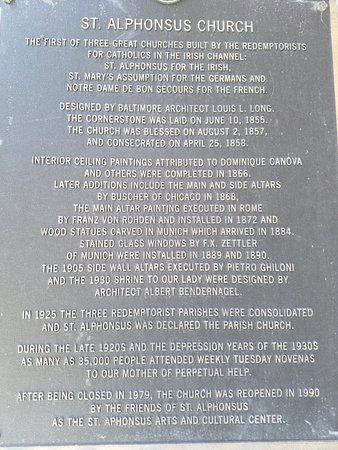 ST. ALPHONSUS CHURCH
THE FIRST OF THREE GREAT CHURCHES BUILT BY THE REDEMPTORISTS
FOR CATHOLICS IN THE IRISH CHANNEL:
ST. ALPHONSUS FOR THE IRISH,
ST. MARY'S ASSUMPTION FOR THE GERMANS AND
NOTRE DAME DE BON SECOURS FOR THE FRENCH.
DESIGNED BY BALTIMORE ARCHITECT LOUIS L. LONG.
THE CORNERSTONE WAS LAID ON JUNE 10, 1855.
THE CHURCH WAS BLESSED ON AUGUST 2, 1857,
AND CONSECRATED ON APRIL 25, 1858.
INTERIOR CEILING PAINTINGS ATTRIBUTED TO DOMINIQUE CANOVA
AND OTHERS WERE COMPLETED IN 1866.
LATER ADDITIONS INCLUDE THE MAIN AND SIDE ALTARS
BY BUSCHER OF CHICAGO IN 1868,
THE MAIN ALTAR PAINTING EXECUTED IN ROME
BY FRANZ VON ROHDEN AND INSTALLED IN 1872 AND
WOOD STATUES CARVED IN MUNICH WHICH ARRIVED IN 1884.
STAINED GLASS WINDOWS BY F.X. ZETTLER
OF MUNICH WERE INSTALLED IN 1889 AND 1890.
THE 1905 SIDE WALL ALTARS EXECUTED BY PIETRO GHILONI
AND THE 1930 SHRINE TO OUR LADY WERE DESIGNED BY
ARCHITECT ALBERT BENDERNAGEL.
IN 1925 THE THREE REDEMPTORIST PARISHES WERE CONSOLIDATED
AND ST. ALPHONSUS WAS DECLARED THE PARISH CHURCH.
DURING THE LATE 1920S AND THE DEPRESSION YEARS OF THE 1930S
AS MANY AS 35,000 PEOPLE ATTENDED WEEKLY TUESDAY NOVENAS
TO OUR MOTHER OF PERPETUAL HELP.
AFTER BEING CLOSED IN 1979, THE CHURCH WAS REOPENED IN 1990
BY THE FRIENDS OF ST. ALPHONSUS
AS THE ST. APHONSUS ARTS AND CULTURAL CENTER.